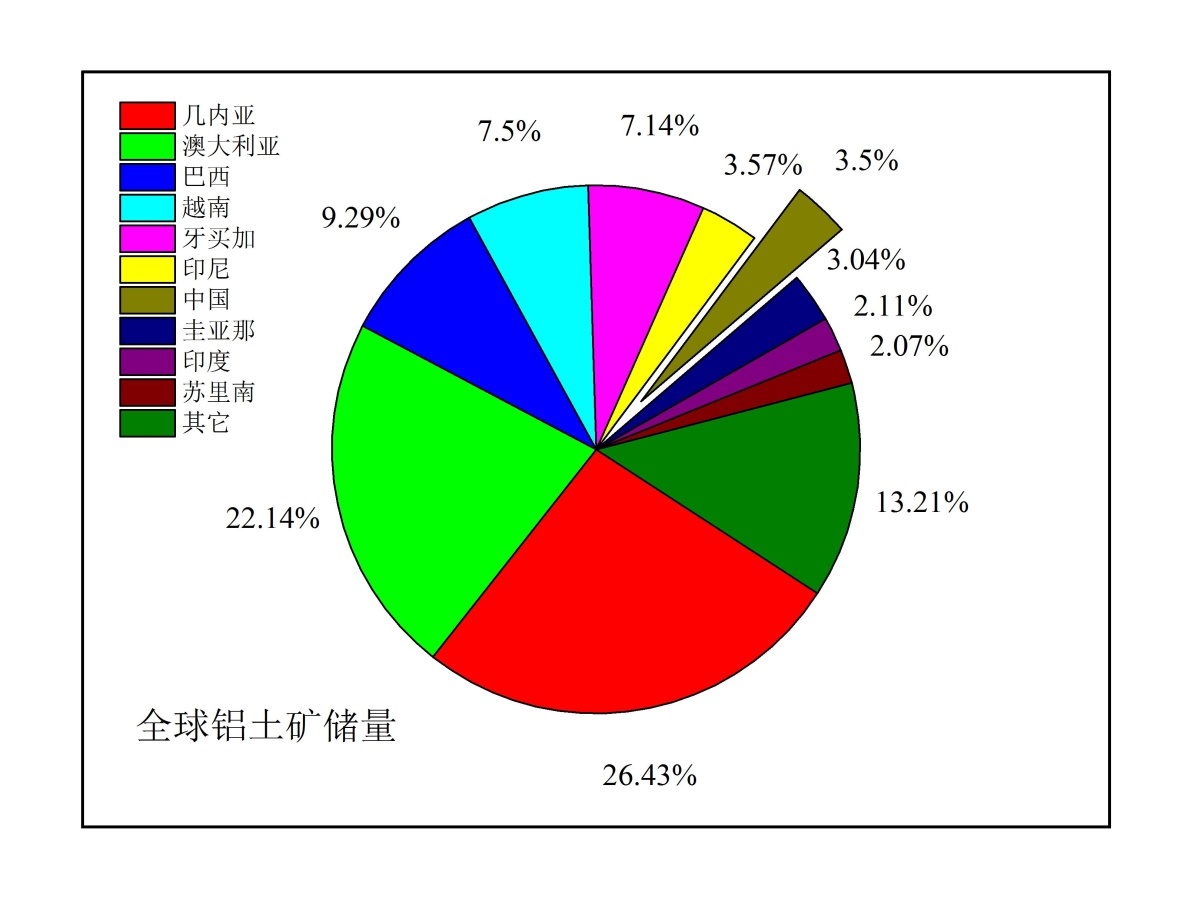 几内亚
澳大利亚
巴西
越南
牙买加
印尼
中国
圭亚那
印度
苏里南
其它
7.5%
7.14%
3.57%
3.5%
9.29%
3.04%
2.11%
2.07%
22.14%
13.21%
全球铝土矿储量
26.43%